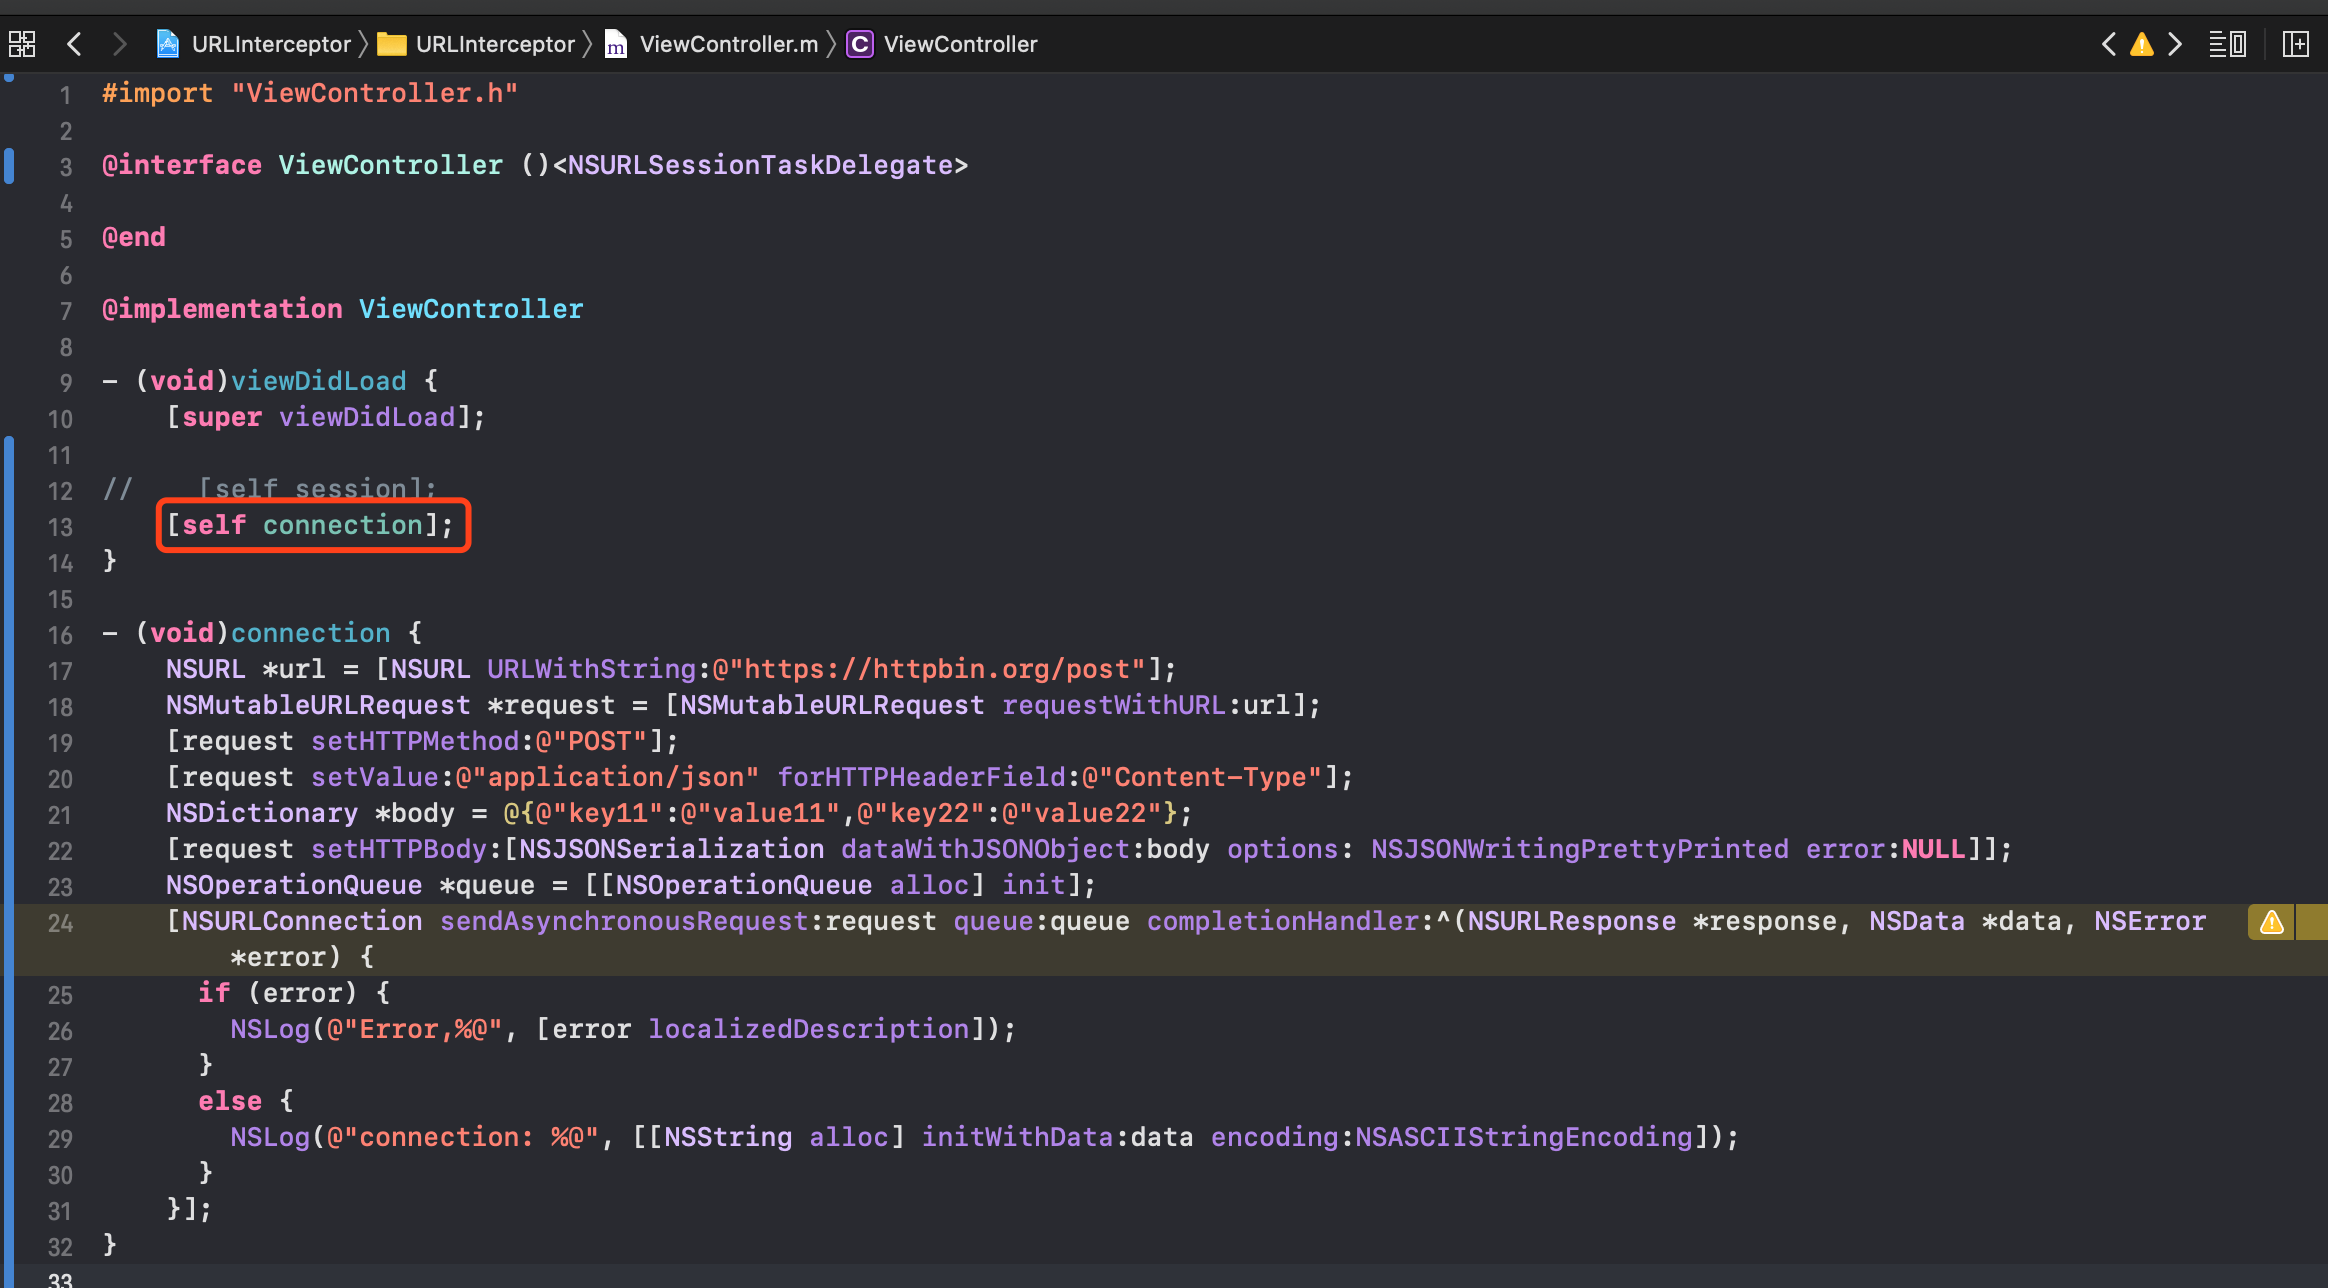 URLInterceptor URLInterceptor m ViewController.m C ViewController
1 #import "ViewController.h"
2
3 @interface ViewController ()<NSURLSessionTaskDelegate>
4
5 @end
6
7 @implementation ViewController
8
9 - (void)viewDidLoad {
10     [super viewDidLoad];
11
12 //    [self session];
13     [self connection];
14 }
15
16 - (void)connection {
17     NSURL *url = [NSURL URLWithString:@"https://httpbin.org/post"];
18     NSMutableURLRequest *request = [NSMutableURLRequest requestWithURL:url];
19     [request setHTTPMethod:@"POST"];
20     [request setValue:@"application/json" forHTTPHeaderField:@"Content-Type"];
21     NSDictionary *body = @{@"key11":@"value11",@"key22":@"value22"};
22     [request setHTTPBody:[NSJSONSerialization dataWithJSONObject:body options: NSJSONWritingPrettyPrinted error:NULL]];
23     NSOperationQueue *queue = [[NSOperationQueue alloc] init];
24     [NSURLConnection sendAsynchronousRequest:request queue:queue completionHandler:^(NSURLResponse *response, NSData *data, NSError
        *error) {
25       if (error) {
26         NSLog(@"Error,%@", [error localizedDescription]);
27       }
28       else {
29         NSLog(@"connection: %@", [[NSString alloc] initWithData:data encoding:NSASCIIStringEncoding]);
30       }
31     }];
32 }
33